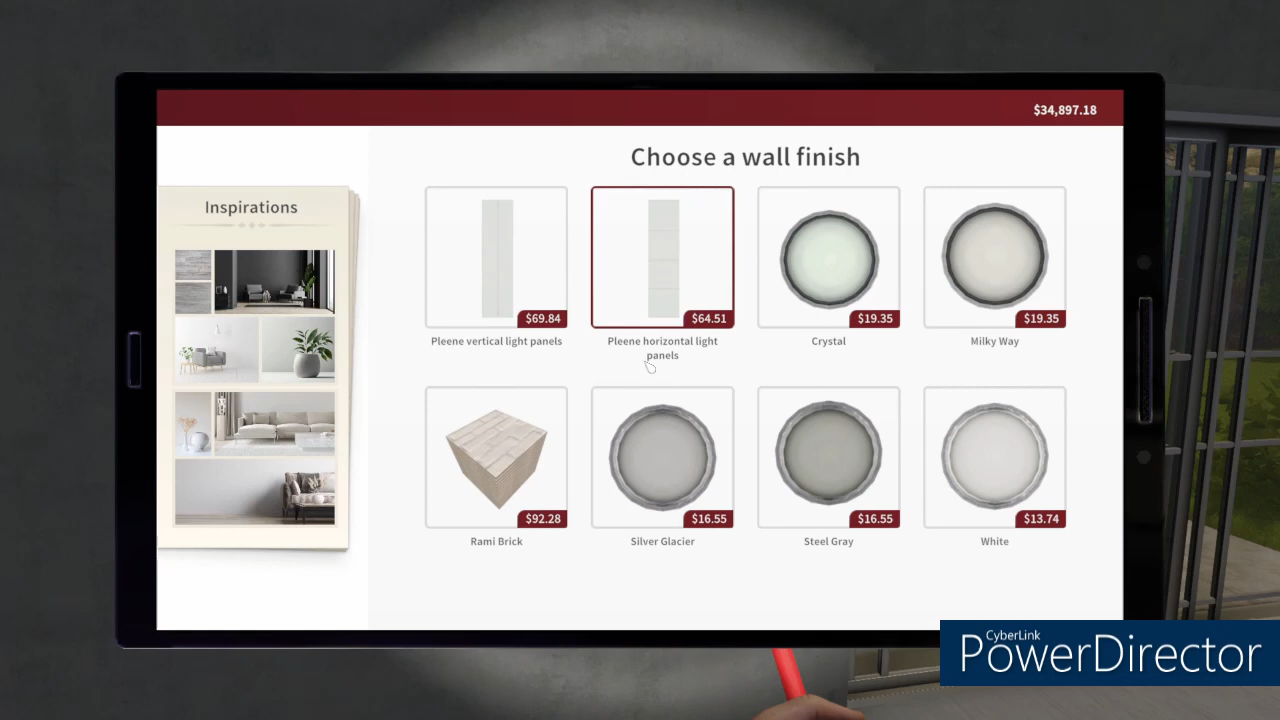 $34,897.18
Choose a wall finish
Inspirations
$69.84
$64.51
$19.35
$19.35
Pleene vertical light panels
Pleene horizontal light
panels
Crystal
Milky Way
$92.28
$16.55
$16.55
$13.74
Rami Brick
Silver Glacier
Steel Gray
White
CyberLink
PowerDirector